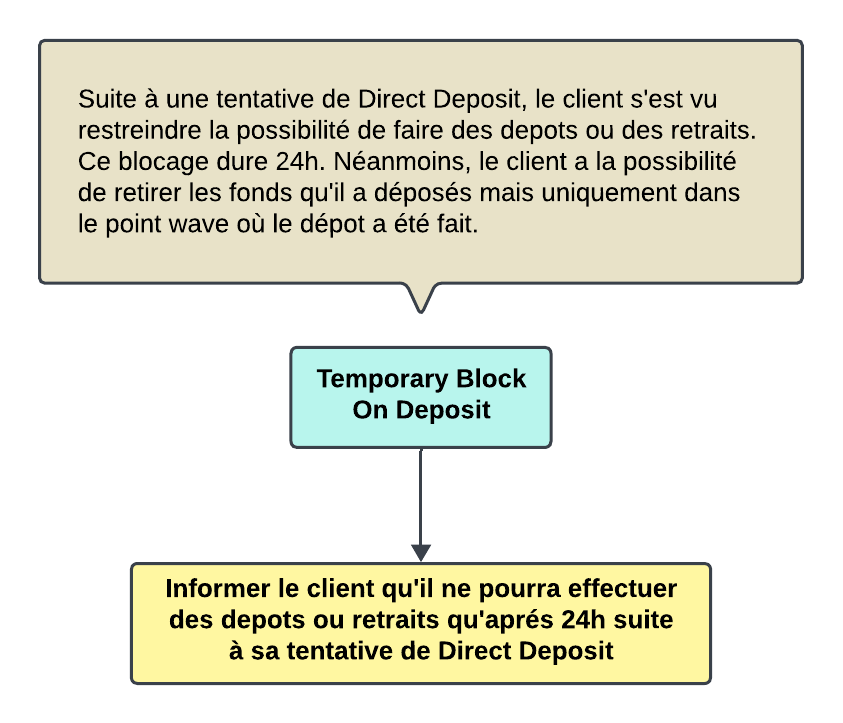 Suite à une tentative de Direct Deposit, le client s'est vu
restreindre la possibilité de faire des depots ou des retraits.
Ce blocage dure 24h. Néanmoins, le client a la possibilité
de retirer les fonds qu'il a déposés mais uniquement dans
le point wave où le dépot a été fait.
Temporary Block
On Deposit
Informer le client qu'il ne pourra effectuer
des depots ou retraits qu'aprés 24h suite
à sa tentative de Direct Deposit